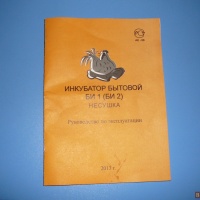 ИНКУБАТОР БЫТОВОЙ
БИ 1 (БИ 2)
НЕСУШКА
Руководство по эксплуатации